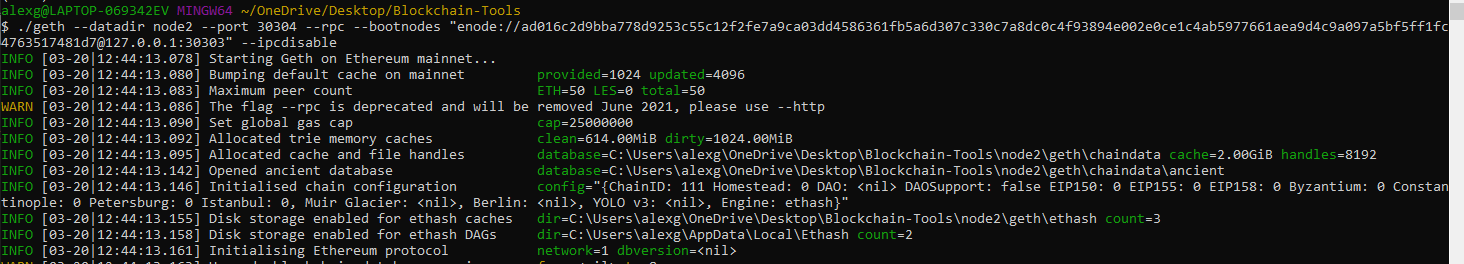 alexg@LAPTOP-069342EV MINGW64 ~/OneDrive/Desktop/Blockchain-Tools
$ ./geth --datadir node2 --port 30304 --rpc --bootnodes "enode://ad016c2d9bba778d9253c55c12f2fe7a9ca03dd4586361fb5a6d307c330c7a8dc0c4f93894e002e0ce1c4ab5977661aea9d4c9a097a5bf5ff1fc
4763517481d7@127.0.0.1:30303" --ipcdisable
INFO [03-20|12:44:13.078] Starting Geth on Ethereum mainnet...
INFO [03-20|12:44:13.080] Bumping default cache on mainnet provided=1024 updated=4096
INFO [03-20|12:44:13.083] Maximum peer count ETH=50 LES=0 total=50
WARN [03-20|12:44:13.086] The flag --rpc is deprecated and will be removed June 2021, please use --http
INFO [03-20|12:44:13.090] Set global gas cap cap=25000000
INFO [03-20|12:44:13.092] Allocated trie memory caches clean=614.00MiB dirty=1024.00MiB
INFO [03-20|12:44:13.095] Allocated cache and file handles database=C:\Users\alexg\OneDrive\Desktop\Blockchain-Tools\node2\geth\chaindata cache=2.00GiB handles=8192
INFO [03-20|12:44:13.142] Opened ancient database database=C:\Users\alexg\OneDrive\Desktop\Blockchain-Tools\node2\geth\chaindata\ancient
INFO [03-20|12:44:13.146] Initialised chain configuration config="{ChainID: 111 Homestead: 0 DAO: <nil> DAOSupport: false EIP150: 0 EIP155: 0 EIP158: 0 Byzantium: 0 Constan
tinople: 0 Petersburg: 0 Istanbul: 0, Muir Glacier: <nil>, Berlin: <nil>, YOLO v3: <nil>, Engine: ethash}"
INFO [03-20|12:44:13.155] Disk storage enabled for ethash caches dir=C:\Users\alexg\OneDrive\Desktop\Blockchain-Tools\node2\geth\ethash count=3
INFO [03-20|12:44:13.158] Disk storage enabled for ethash DAGs dir=C:\Users\alexg\AppData\Local\Ethash count=2
INFO [03-20|12:44:13.161] Initialising Ethereum protocol network=1 dbversion=<nil>